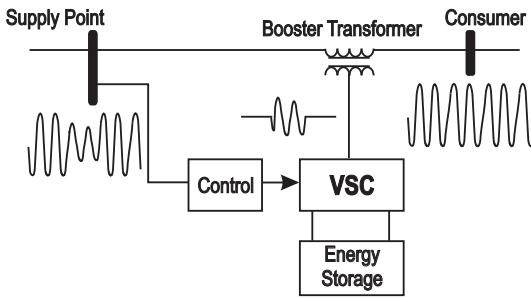 Supply Point
Booster Transformer
Consumer
Control
VSC
Energy
Storage